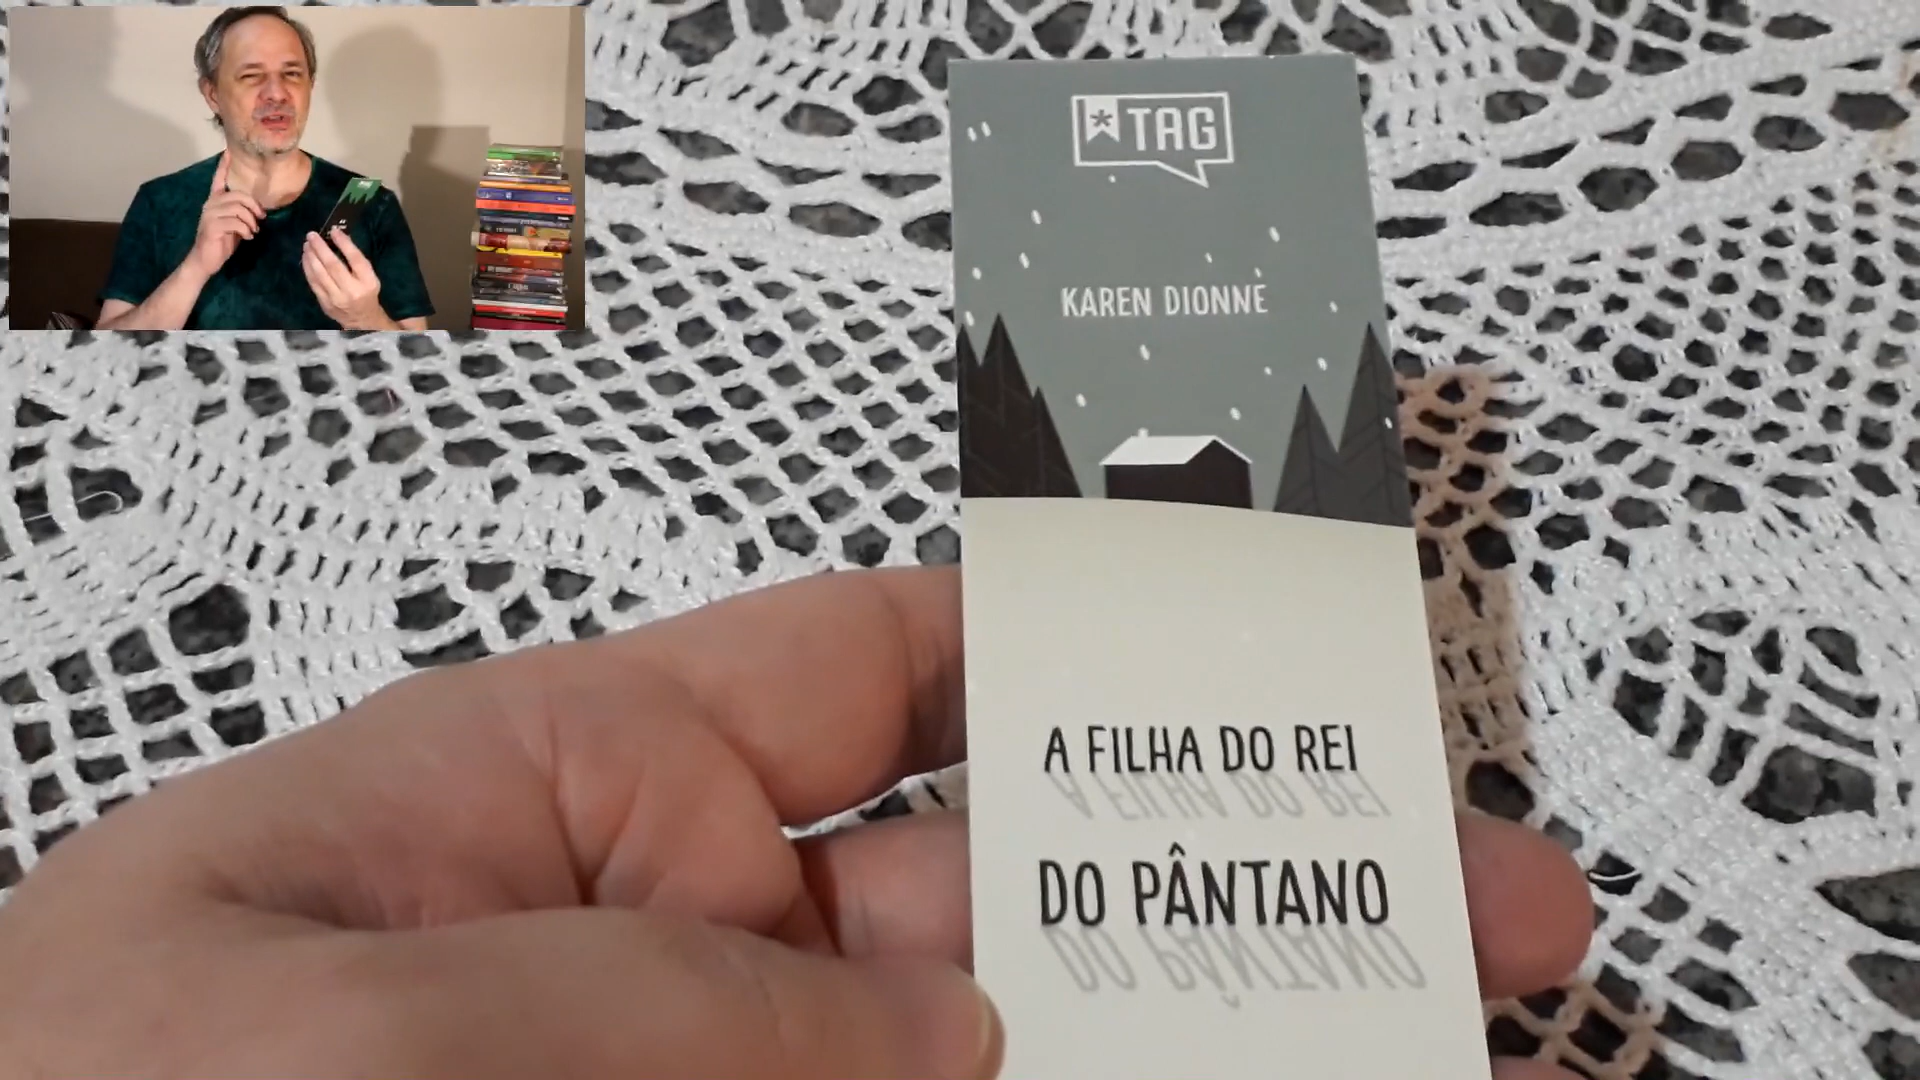 TAG
KAREN DIONNE
A FILHA DO REI
DO PÂNTANO